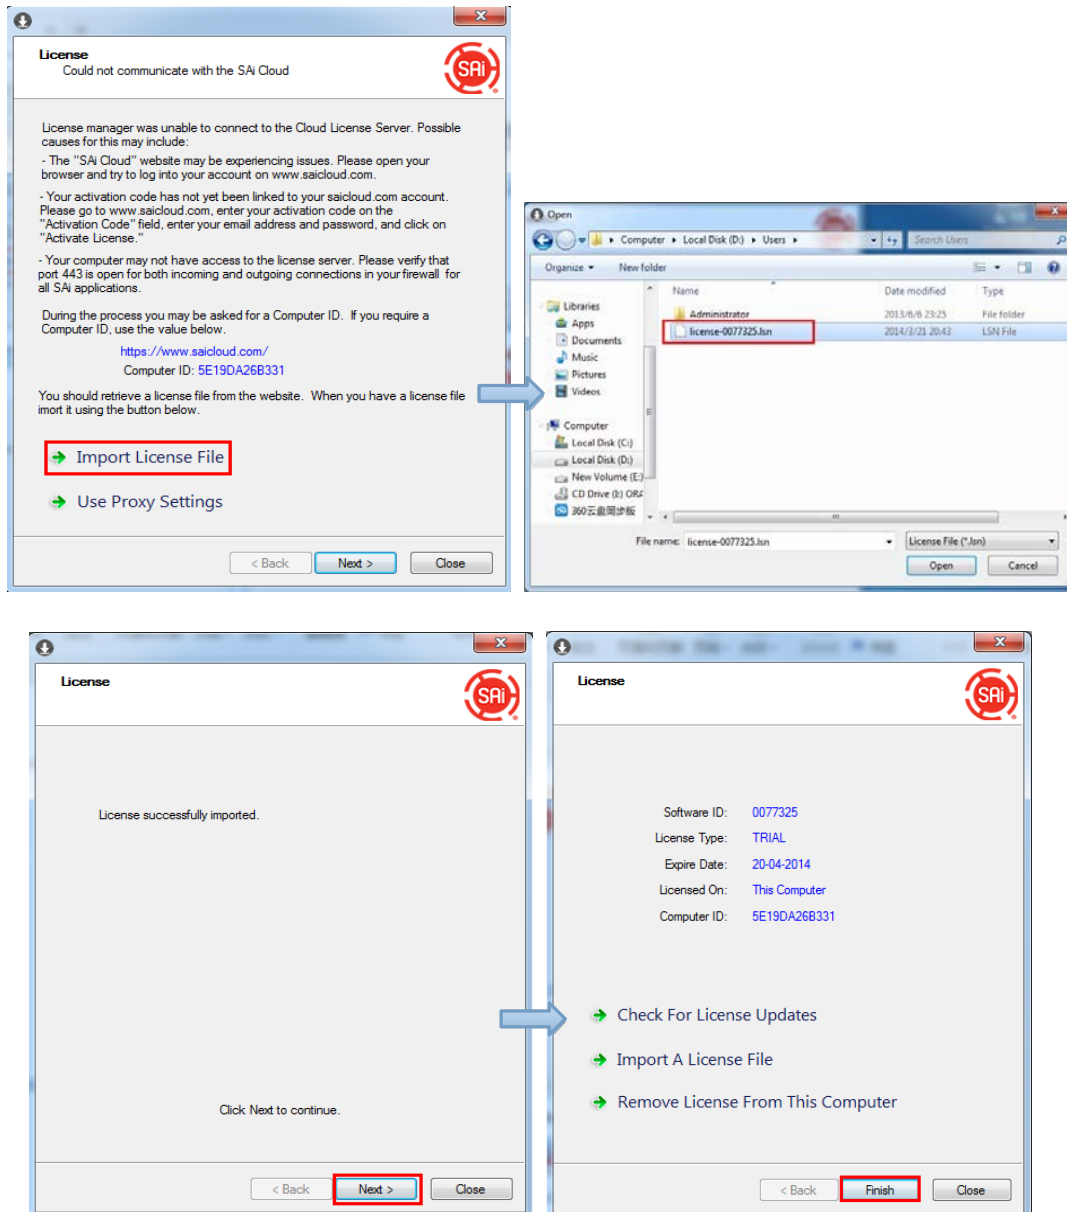 License
Could not communicate with the SAi Cloud
SAi
License manager was unable to connect to the Cloud License Server. Possible
causes for this may include:
- The "SAi Cloud" website may be experiencing issues. Please open your
browser and try to log into your account on www.saicloud.com.
- Your activation code has not yet been linked to your saicloud.com account.
Please go to www.saicloud.com, enter your activation code on the
"Activation Code" field, enter your email address and password, and click on
"Activate License."
- Your computer may not have access to the license server. Please verify that
port 443 is open for both incoming and outgoing connections in your firewall for
all SAi applications.
During the process you may be asked for a Computer ID. If you require a
Computer ID, use the value below.
https://www.saicloud.com/
Computer ID: 5E19DA26B331
You should retrieve a license file from the website. When you have a license file
imort it using the button below.
Import License File
Use Proxy Settings
< Back
Next >
Close
Open
Computer
Local Disk (D:)
Users
Search Users
Organize
New folder
Name
Date modified
Type
Libraries
Apps
Documents
Music
Pictures
Videos
Computer
Local Disk (C:)
Local Disk (D:)
New Volume (E:)
CD Drive (I:) ORA
360云盘同步版
Administrator
2013/8/6 23:25
File folder
license-0077325.lsn
2014/3/21 20:43
LSN File
File name:
license-0077325.lsn
License File (*.lsn)
Open
Cancel
License
SAi
License successfully imported.
Click Next to continue.
< Back
Next >
Close
License
SAi
Software ID: 0077325
License Type: TRIAL
Expire Date: 20-04-2014
Licensed On: This Computer
Computer ID: 5E19DA26B331
Check For License Updates
Import A License File
Remove License From This Computer
< Back
Finish
Close